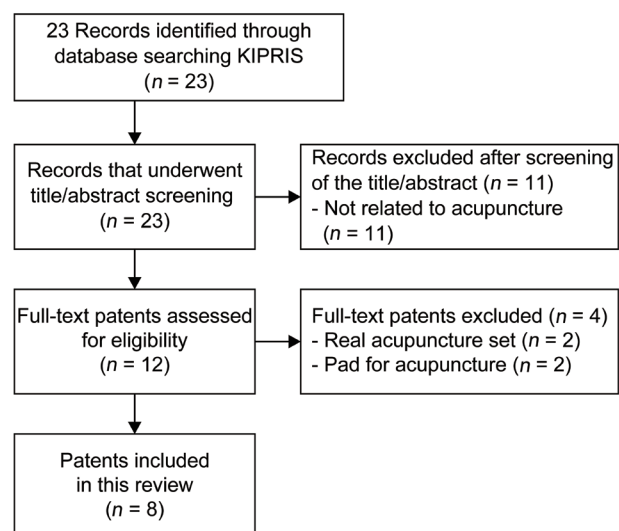 23 Records identified through
database searching KIPRIS
(n = 23)
Records that underwent
title/abstract screening
(n = 23)
Records excluded after screening
of the title/abstract (n = 11)
- Not related to acupuncture
(n = 11)
Full-text patents assessed
for eligibility
(n = 12)
Full-text patents excluded (n = 4)
- Real acupuncture set (n = 2)
- Pad for acupuncture (n = 2)
Patents included
in this review
(n = 8)